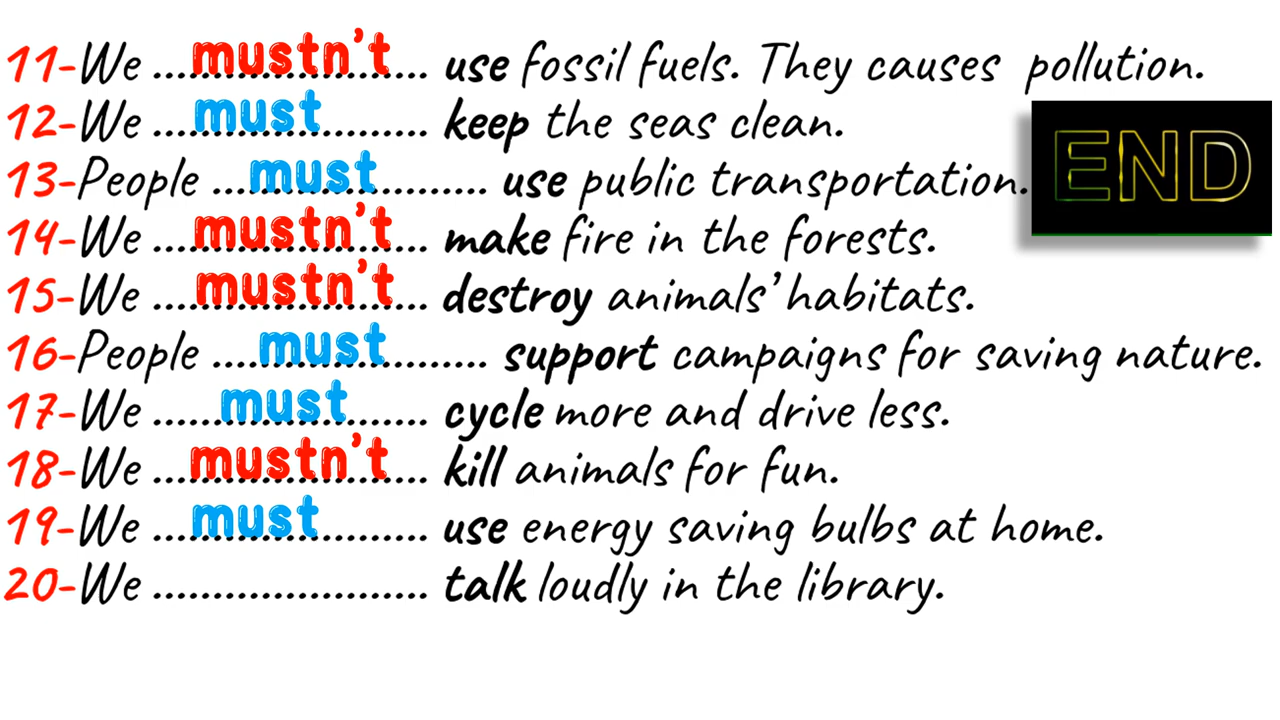 11-We ...mustn't... use fossil fuels. They causes pollution.
12-We ...must... keep the seas clean.
13-People ...must... use public transportation.
END
14-We ...mustn't... make fire in the forests.
15-We ...mustn't... destroy animals' habitats.
16-People ...must... support campaigns for saving nature.
17-We ...must... cycle more and drive less.
18-We ...mustn't... kill animals for fun.
19-We ...must... use energy saving bulbs at home.
20-We ....................... talk loudly in the library.